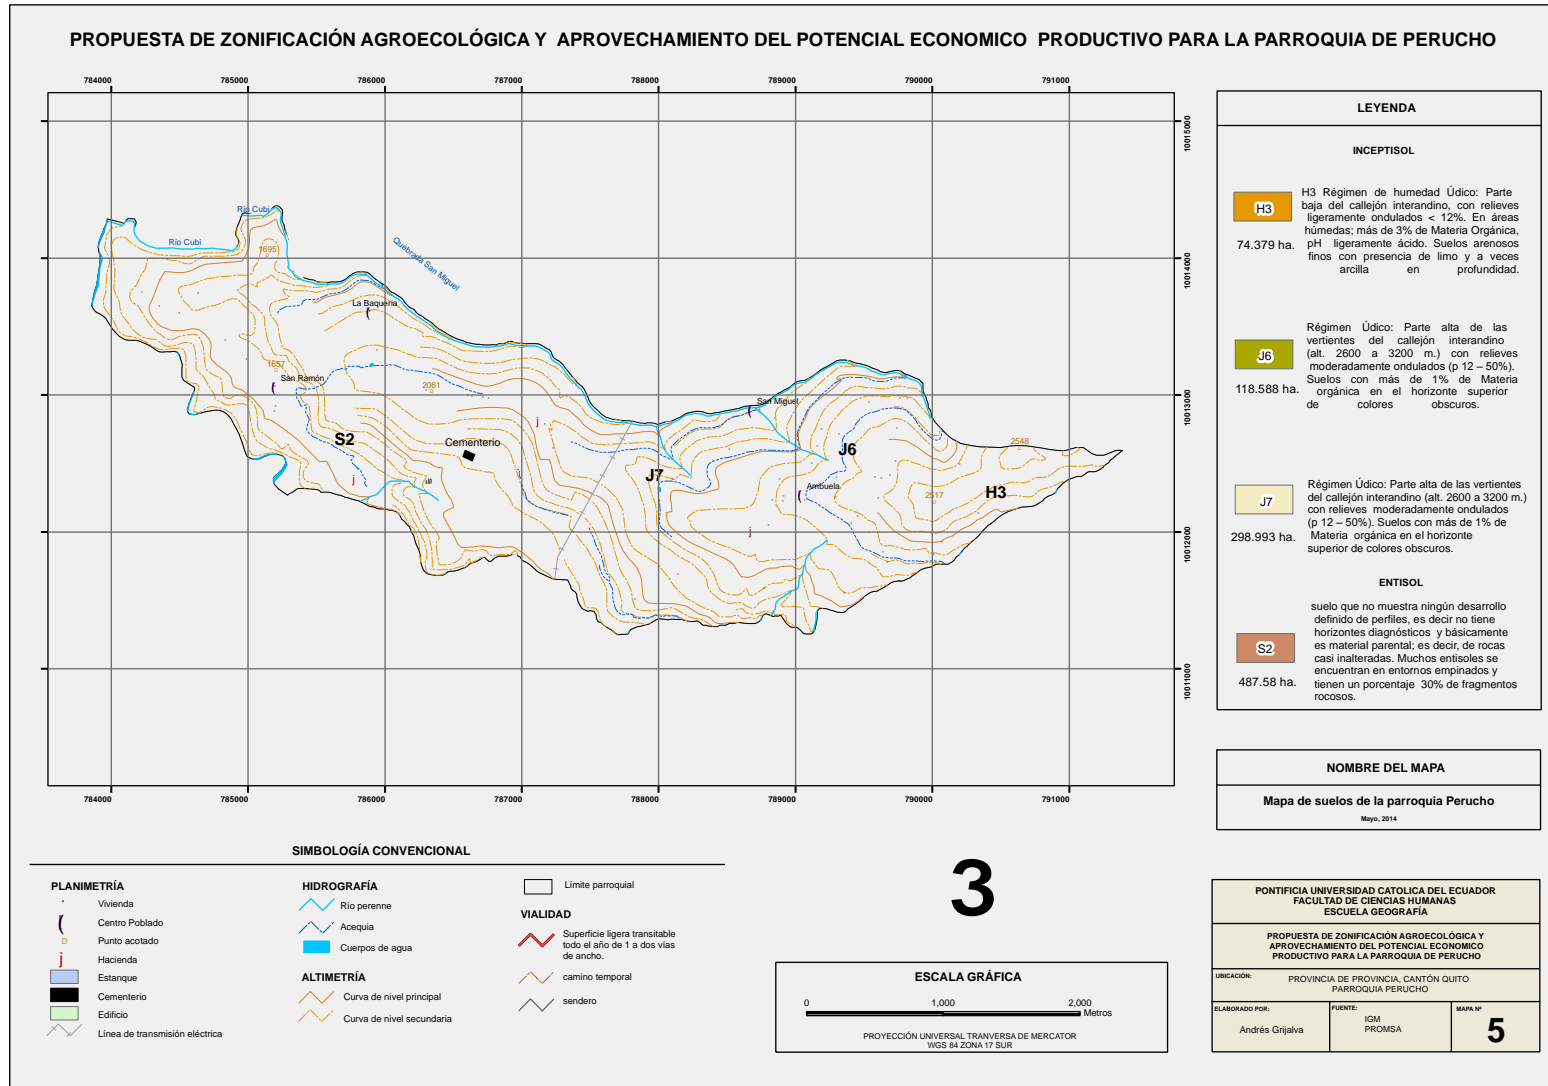 PROPUESTA DE ZONIFICACIÓN AGROECOLÓGICA Y APROVECHAMIENTO DEL POTENCIAL ECONOMICO PRODUCTIVO PARA LA PARROQUIA DE PERUCHO
784000 785000 786000 787000 788000 789000 790000 791000
10015000
10014000
10013000
10012000
10011000
Río Cubi
Río Cubi
Quebrada San Miguel
1695
La Baqueria
1657
San Ramón
2061
S2
Cementerio
j
j
J7
San Miguel
J6
Ambuela
j
2548
2517
H3
784000 785000 786000 787000 788000 789000 790000 791000
LEYENDA
INCEPTISOL
H3
74.379 ha.
H3 Régimen de humedad Údico: Parte
baja del callejón interandino, con relieves
ligeramente ondulados < 12%. En áreas
húmedas; más de 3% de Materia Orgánica,
pH ligeramente ácido. Suelos arenosos
finos con presencia de limo y a veces
arcilla en profundidad.
J6
118.588 ha.
Régimen Údico: Parte alta de las
vertientes del callejón interandino
(alt. 2600 a 3200 m.) con relieves
moderadamente ondulados (p 12 – 50%).
Suelos con más de 1% de Materia
orgánica en el horizonte superior
de colores obscuros.
J7
298.993 ha.
Régimen Údico: Parte alta de las vertientes
del callejón interandino (alt. 2600 a 3200 m.)
con relieves moderadamente ondulados
(p 12 – 50%). Suelos con más de 1% de
Materia orgánica en el horizonte
superior de colores obscuros.
ENTISOL
S2
487.58 ha.
suelo que no muestra ningún desarrollo
definido de perfiles, es decir no tiene
horizontes diagnósticos y básicamente
es material parental; es decir, de rocas
casi inalteradas. Muchos entisoles se
encuentran en entornos empinados y
tienen un porcentaje 30% de fragmentos
rocosos.
NOMBRE DEL MAPA
Mapa de suelos de la parroquia Perucho
Mayo, 2014
SIMBOLOGÍA CONVENCIONAL
PLANIMETRÍA
Vivienda
Centro Poblado
D Punto acotado
j Hacienda
Estanque
Cementerio
Edificio
Línea de transmisión eléctrica
HIDROGRAFÍA
Río perenne
Acequia
Cuerpos de agua
ALTIMETRÍA
Curva de nivel principal
Curva de nivel secundaria
Límite parroquial
VIALIDAD
Superficie ligera transitable
todo el año de 1 a dos vías
de ancho.
camino temporal
sendero
3
ESCALA GRÁFICA
0 1,000 2,000
Metros
PROYECCIÓN UNIVERSAL TRANVERSA DE MERCATOR
WGS 84 ZONA 17 SUR
PONTIFICIA UNIVERSIDAD CATOLICA DEL ECUADOR
FACULTAD DE CIENCIAS HUMANAS
ESCUELA GEOGRAFÍA
PROPUESTA DE ZONIFICACIÓN AGROECOLÓGICA Y
APROVECHAMIENTO DEL POTENCIAL ECONOMICO
PRODUCTIVO PARA LA PARROQUIA DE PERUCHO
UBICACIÓN:
PROVINCIA DE PROVINCIA, CANTÓN QUITO
PARROQUIA PERUCHO
ELABORADO POR:
Andrés Grijalva
FUENTE:
IGM
PROMSA
MAPA Nº
5